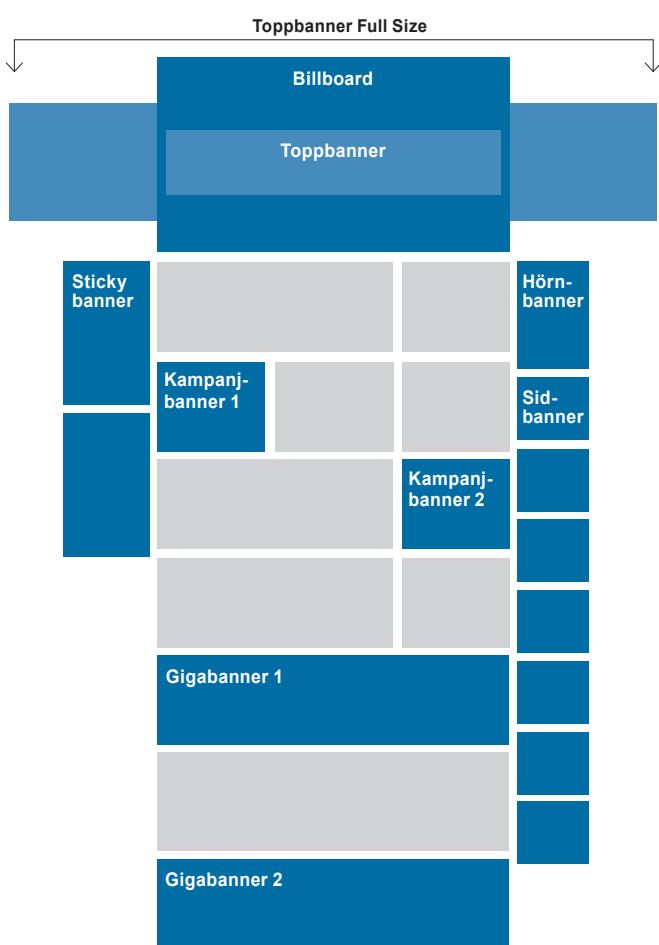 Toppbanner Full Size
Billboard
Toppbanner
Sticky
banner
Hörn-
banner
Kampanj-
banner 1
Sid-
banner
Kampanj-
banner 2
Gigabanner 1
Gigabanner 2